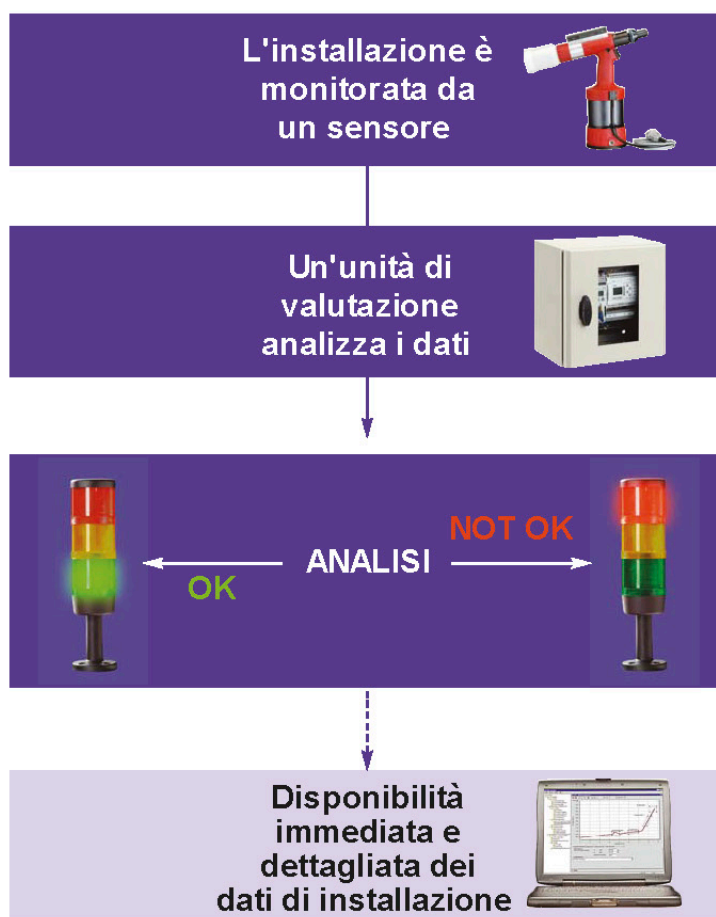 L'installazione è
monitorata da
un sensore
Un'unità di
valutazione
analizza i dati
NOT OK
ANALISI
OK
Disponibilità
immediata e
dettagliata dei
dati di installazione